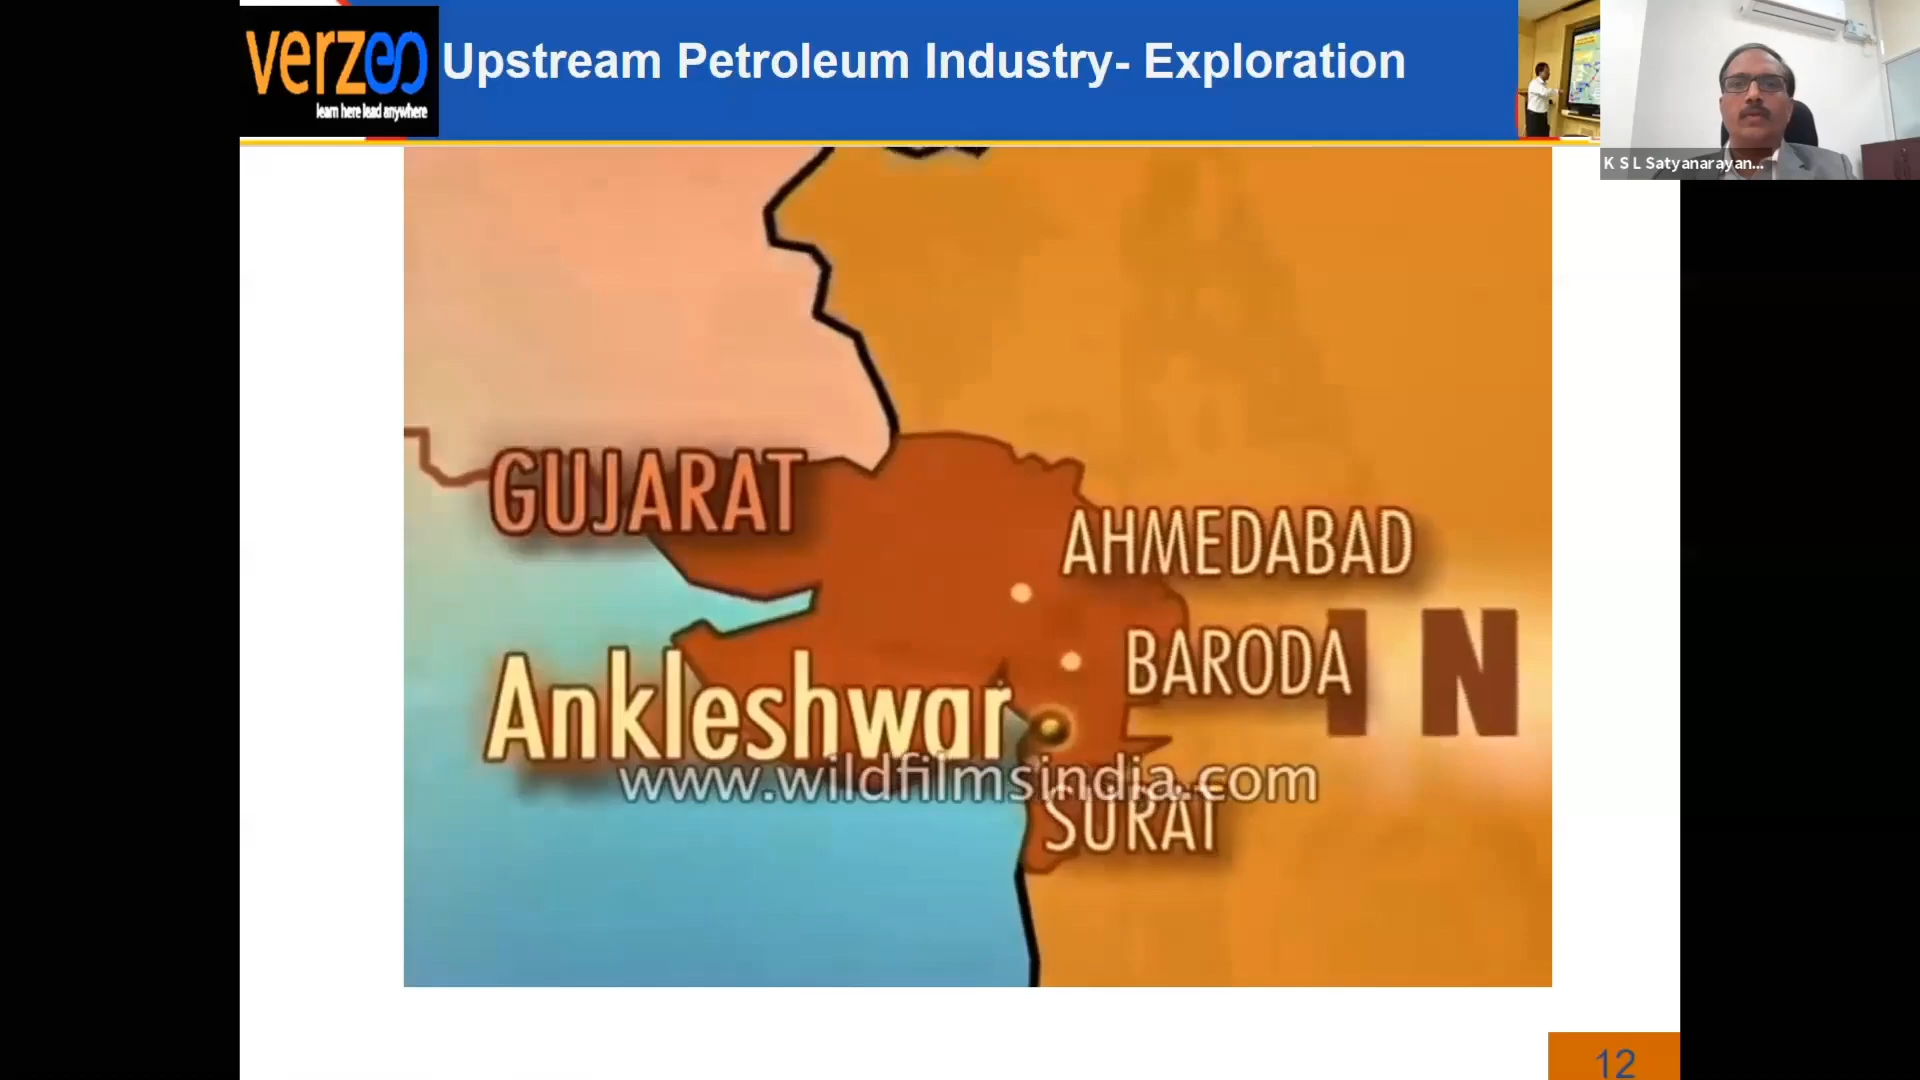 verzeo
learn here lead anywhere
Upstream Petroleum Industry- Exploration
K S L Satyanarayan...
GUJARAT
AHMEDABAD
BARODA
I N
Ankleshwar
www.wildfilmsindia.com
SURAT
12